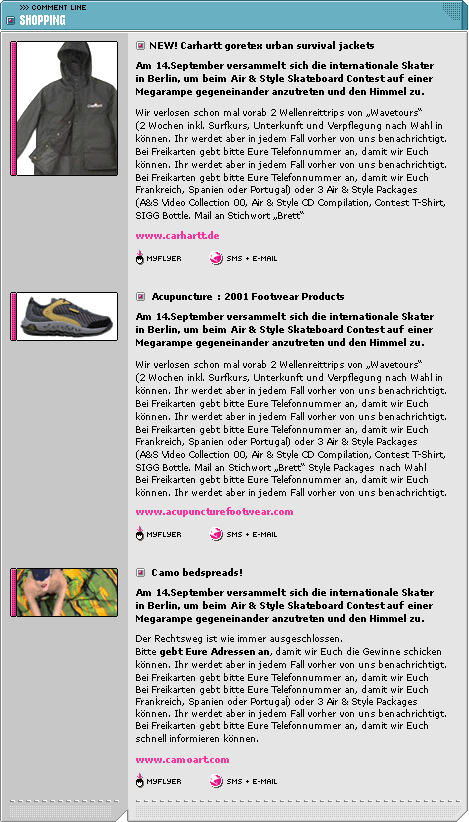 >>> COMMENT LINE
SHOPPING
NEW! Carhartt goretex urban survival jackets
Am 14.September versammelt sich die internationale Skater
in Berlin, um beim Air & Style Skateboard Contest auf einer
Megarampe gegeneinander anzutreten und den Himmel zu.
Wir verlosen schon mal vorab 2 Wellenreittrips von „Wavetours“
(2 Wochen inkl. Surfkurs, Unterkunft und Verpflegung nach Wahl in
können. Ihr werdet aber in jedem Fall vorher von uns benachrichtigt.
Bei Freikarten gebt bitte Eure Telefonnummer an, damit wir Euch
können. Ihr werdet aber in jedem Fall vorher von uns benachrichtigt.
Bei Freikarten gebt bitte Eure Telefonnummer an, damit wir Euch
Frankreich, Spanien oder Portugal) oder 3 Air & Style Packages
(A&S Video Collection 00, Air & Style CD Compilation, Contest T-Shirt,
SIGG Bottle. Mail an Stichwort „Brett“
www.carhartt.de
MYFLYER SMS + E-MAIL
Acupuncture : 2001 Footwear Products
Am 14.September versammelt sich die internationale Skater
in Berlin, um beim Air & Style Skateboard Contest auf einer
Megarampe gegeneinander anzutreten und den Himmel zu.
Wir verlosen schon mal vorab 2 Wellenreittrips von „Wavetours“
(2 Wochen inkl. Surfkurs, Unterkunft und Verpflegung nach Wahl in
können. Ihr werdet aber in jedem Fall vorher von uns benachrichtigt.
Bei Freikarten gebt bitte Eure Telefonnummer an, damit wir Euch
können. Ihr werdet aber in jedem Fall vorher von uns benachrichtigt.
Bei Freikarten gebt bitte Eure Telefonnummer an, damit wir Euch
Frankreich, Spanien oder Portugal) oder 3 Air & Style Packages
(A&S Video Collection 00, Air & Style CD Compilation, Contest T-Shirt,
SIGG Bottle. Mail an Stichwort „Brett“ Style Packages nach Wahl
Bei Freikarten gebt bitte Eure Telefonnummer an, damit wir Euch
können. Ihr werdet aber in jedem Fall vorher von uns benachrichtigt.
www.acupuncturefootwear.com
MYFLYER SMS + E-MAIL
Camo bedspreads!
Am 14.September versammelt sich die internationale Skater
in Berlin, um beim Air & Style Skateboard Contest auf einer
Megarampe gegeneinander anzutreten und den Himmel zu.
Der Rechtsweg ist wie immer ausgeschlossen.
Bitte gebt Eure Adressen an, damit wir Euch die Gewinne schicken
können. Ihr werdet aber in jedem Fall vorher von uns benachrichtigt.
Bei Freikarten gebt bitte Eure Telefonnummer an, damit wir Euch
Bei Freikarten gebt bitte Eure Telefonnummer an, damit wir Euch
Frankreich, Spanien oder Portugal) oder 3 Air & Style Packages
können. Ihr werdet aber in jedem Fall vorher von uns benachrichtigt.
Bei Freikarten gebt bitte Eure Telefonnummer an, damit wir Euch
schnell informieren können.
www.camoart.com
MYFLYER SMS + E-MAIL